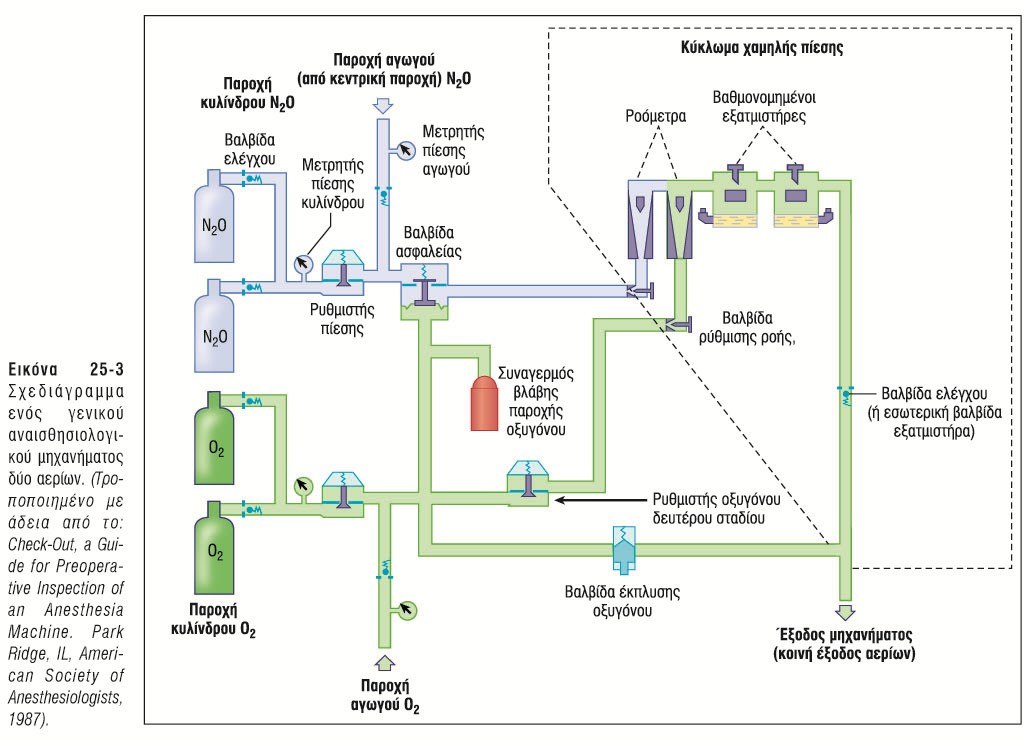 Παροχή αγωγού
(από κεντρική παροχή) N₂O
Κύκλωμα χαμηλής πίεσης
Παροχή
κυλίνδρου N₂O
Βαλβίδα
ελέγχου
Μετρητής
πίεσης
κυλίνδρου
Μετρητής
πίεσης
αγωγού
Ροόμετρα
Βαθμονομημένοι
εξατμιστήρες
N₂O
Βαλβίδα
ασφαλείας
N₂O
Ρυθμιστής
πίεσης
Βαλβίδα
ρύθμισης ροής,
Συναγερμός
βλάβης
παροχής
οξυγόνου
Βαλβίδα ελέγχου
(ή εσωτερική βαλβίδα
εξατμιστήρα)
O₂
Ρυθμιστής οξυγόνου
δευτέρου σταδίου
O₂
Βαλβίδα έκπλυσης
οξυγόνου
Παροχή
κυλίνδρου O₂
Έξοδος μηχανήματος
(κοινή έξοδος αερίων)
Παροχή
αγωγού O₂
Εικόνα 25-3
Σχεδιάγραμμα
ενός γενικού
αναισθησιολογι-
κού μηχανήματος
δύο αερίων. (Τρο-
ποποιημένο με
άδεια από το:
Check-Out, a Gui-
de for Preopera-
tive Inspection of
an Anesthesia
Machine. Park
Ridge, IL, Ameri-
can Society of
Anesthesiologists,
1987).